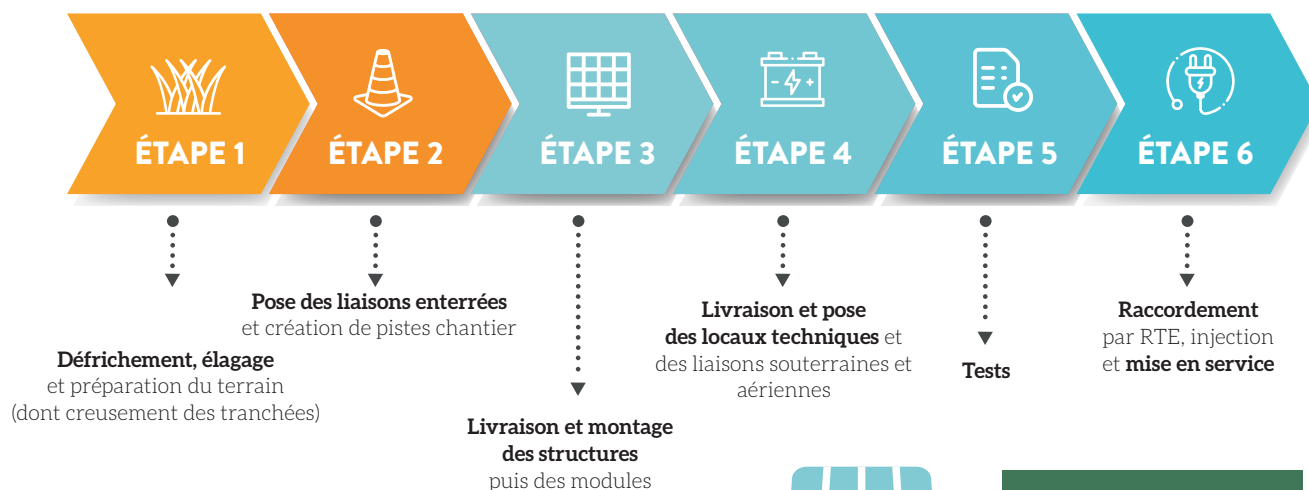 ÉTAPE 1
ÉTAPE 2
ÉTAPE 3
ÉTAPE 4
ÉTAPE 5
ÉTAPE 6
Défrichement, élagage
et préparation du terrain
(dont creusement des tranchées)
Pose des liaisons enterrées
et création de pistes chantier
Livraison et montage
des structures
puis des modules
Livraison et pose
des locaux techniques et
des liaisons souterraines et
aériennes
Tests
Raccordement
par RTE, injection
et mise en service